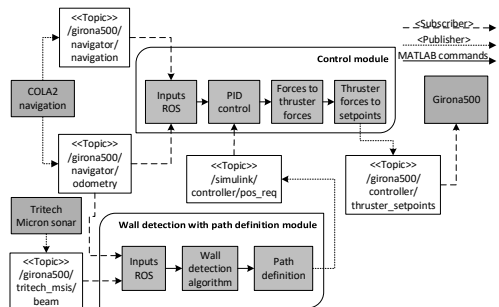 <<Topic>>
/girona500/
navigator/
navigation
<Subscriber>
<Publisher>
MATLAB commands
Control module
COLA2
navigation
Inputs
ROS
PID
control
Forces to
thruster
forces
Thruster
forces to
setpoints
Girona500
<<Topic>>
/girona500/
navigator/
odometry
<<Topic>>
/simulink/
controller/pos_req
<<Topic>>
/girona500/
controller/
thruster_setpoints
Tritech
Micron sonar
Wall detection with path definition module
<<Topic>>
/girona500/
tritech_msis/
beam
Inputs
ROS
Wall
detection
algorithm
Path
definition